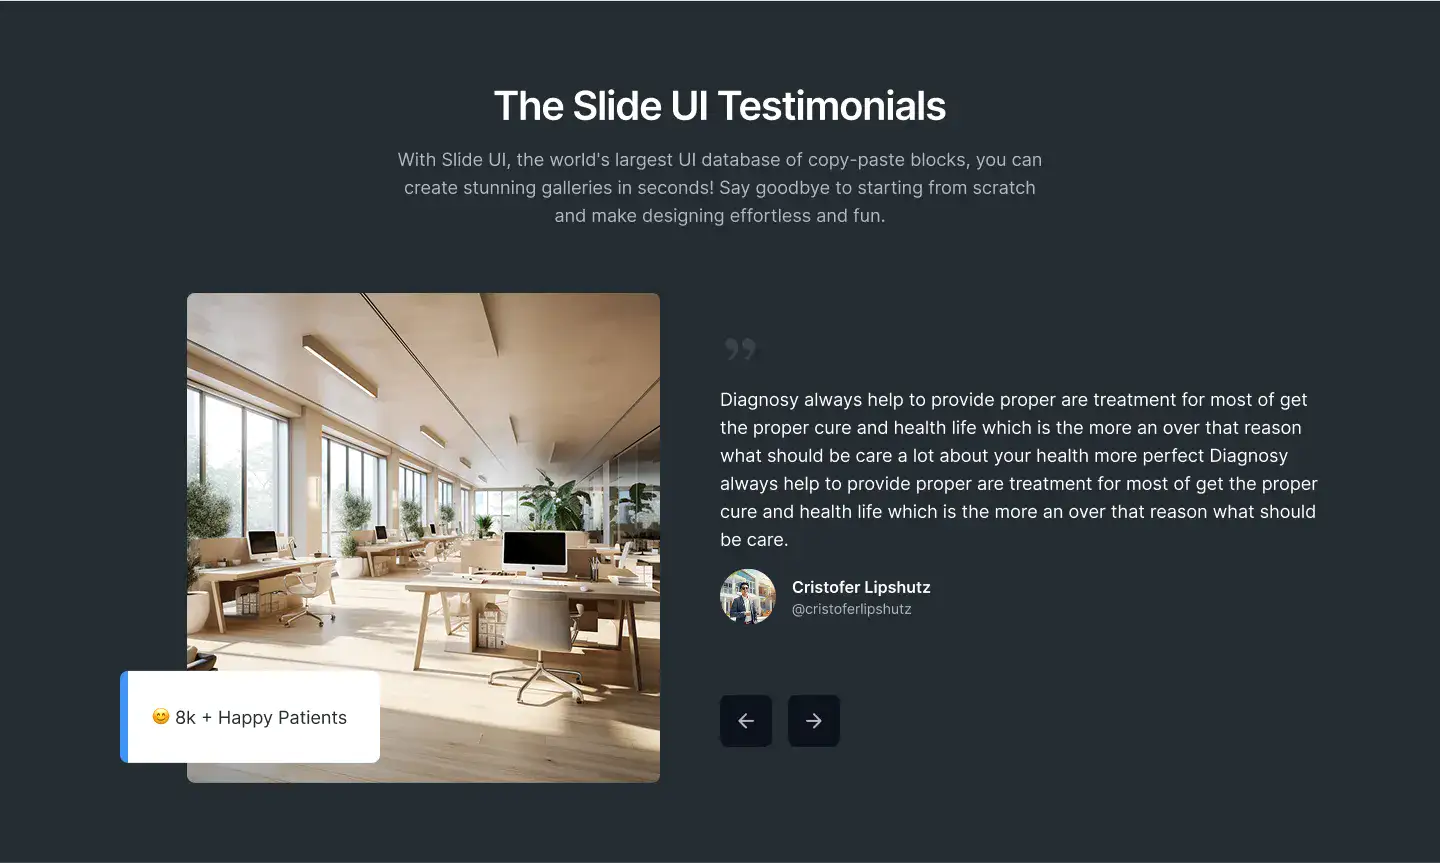 The Slide UI Testimonials
With Slide UI, the world's largest UI database of copy-paste blocks, you can
create stunning galleries in seconds! Say goodbye to starting from scratch
and make designing effortless and fun.
”
Diagnosy always help to provide proper are treatment for most of get
the proper cure and health life which is the more an over that reason
what should be care a lot about your health more perfect Diagnosy
always help to provide proper are treatment for most of get the proper
cure and health life which is the more an over that reason what should
be care.
Cristofer Lipshutz
@cristoferlipshutz
😊 8k + Happy Patients